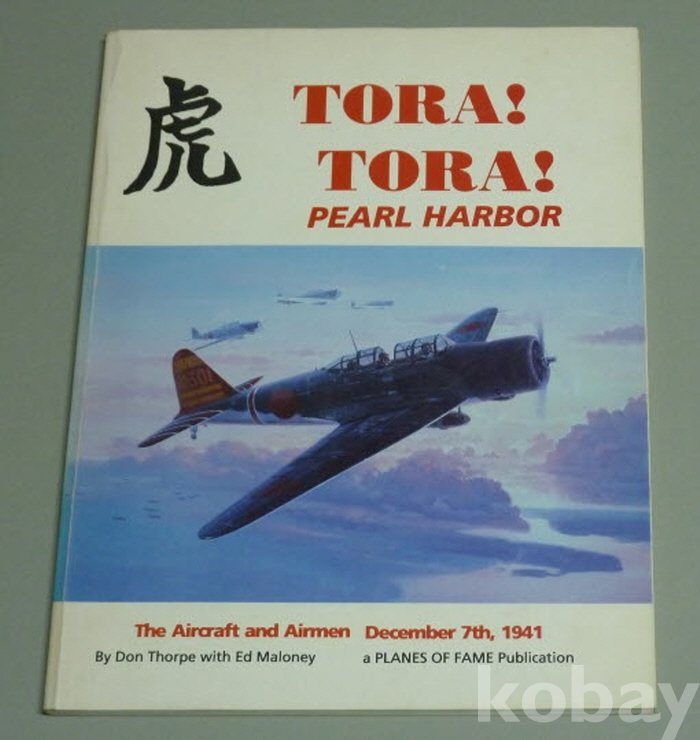 虎
TORA!
TORA!
PEARL HARBOR
The Aircraft and Airmen December 7th, 1941
By Don Thorpe with Ed Maloney a PLANES OF FAME Publication
kobay